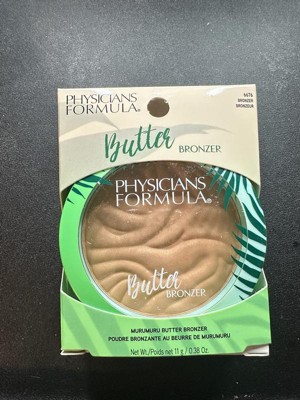 PHYSICIANS
FORMULA®
6676
BRONZER
BRONZEUR
Butter
BRONZER
PHYSICIANS
FORMULA®
Butter
BRONZER
MURUMURU BUTTER BRONZER
POUDRE BRONZANTE AU BEURRE DE MURUMURU
Net Wt./Poids net 11 g / 0.38 Oz.